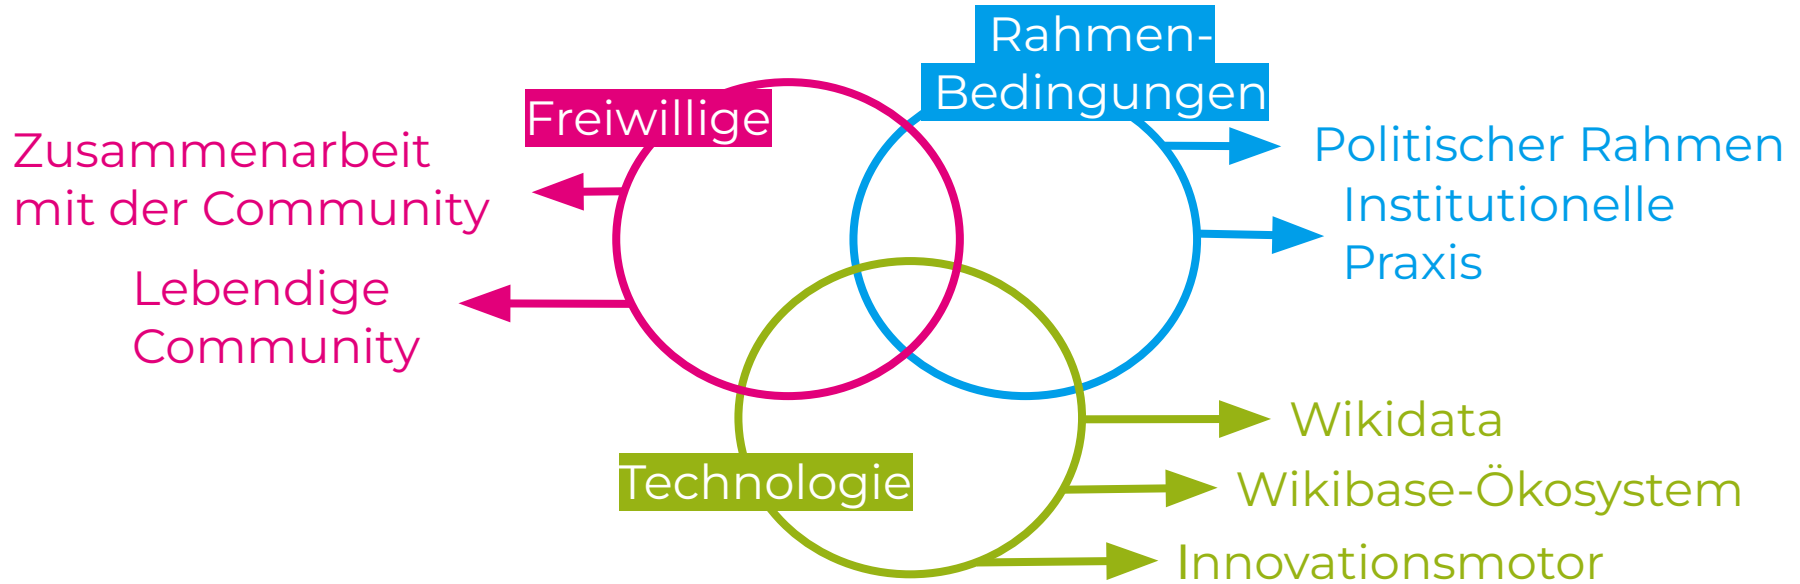 Freiwillige
Zusammenarbeit
mit der Community
Lebendige
Community
Rahmen-
Bedingungen
Politischer Rahmen
Institutionelle
Praxis
Technologie
Wikidata
Wikibase-Ökosystem
Innovationsmotor